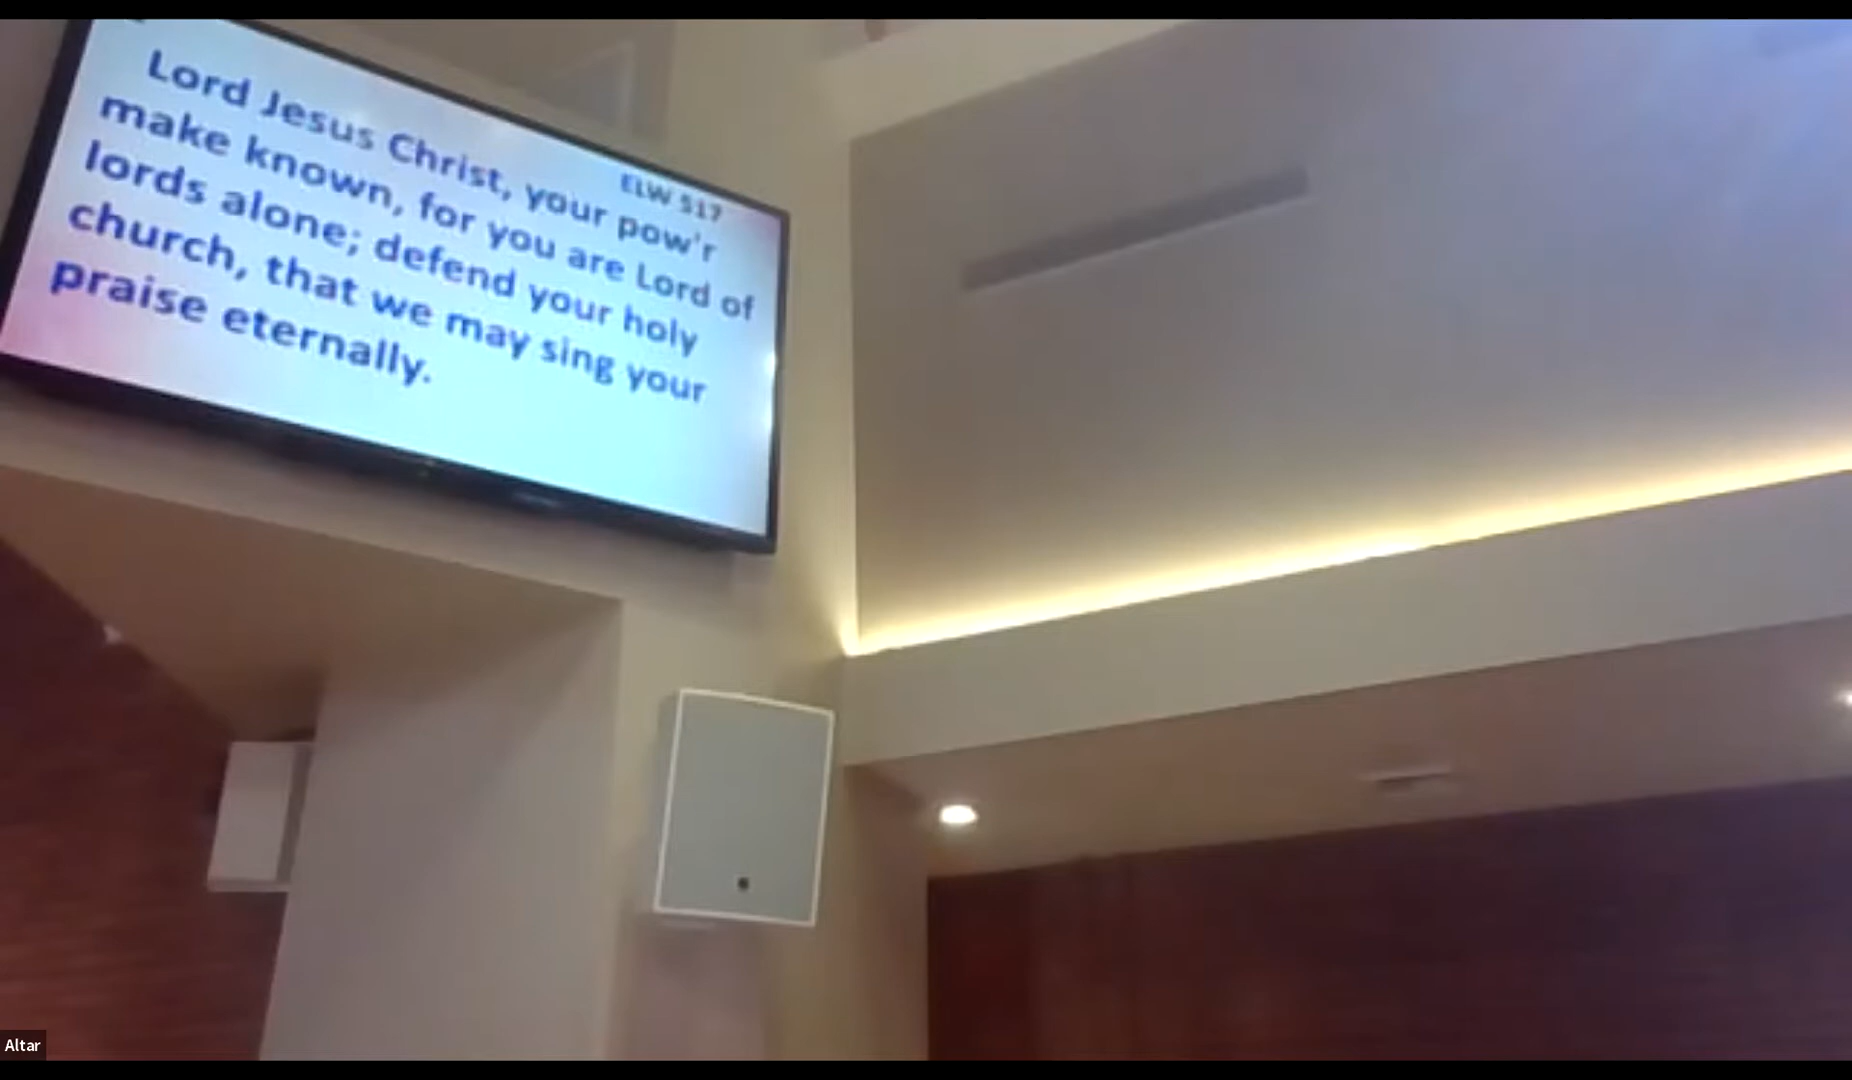 Lord Jesus Christ, your pow'r
ELW 517
make known, for you are Lord of
lords alone; defend your holy
church, that we may sing your
praise eternally.
Altar